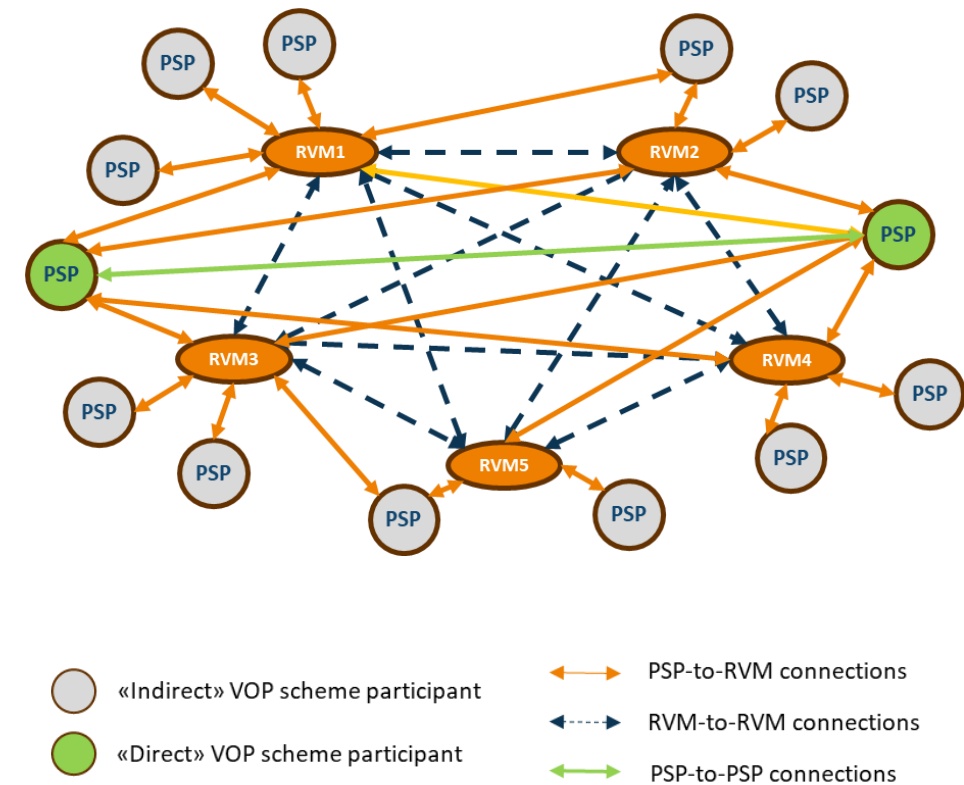 PSP
PSP
PSP
PSP
PSP
RVM1
RVM2
PSP
PSP
PSP
RVM3
RVM4
PSP
PSP
PSP
RVM5
PSP
PSP
PSP
«Indirect» VOP scheme participant
«Direct» VOP scheme participant
PSP-to-RVM connections
RVM-to-RVM connections
PSP-to-PSP connections